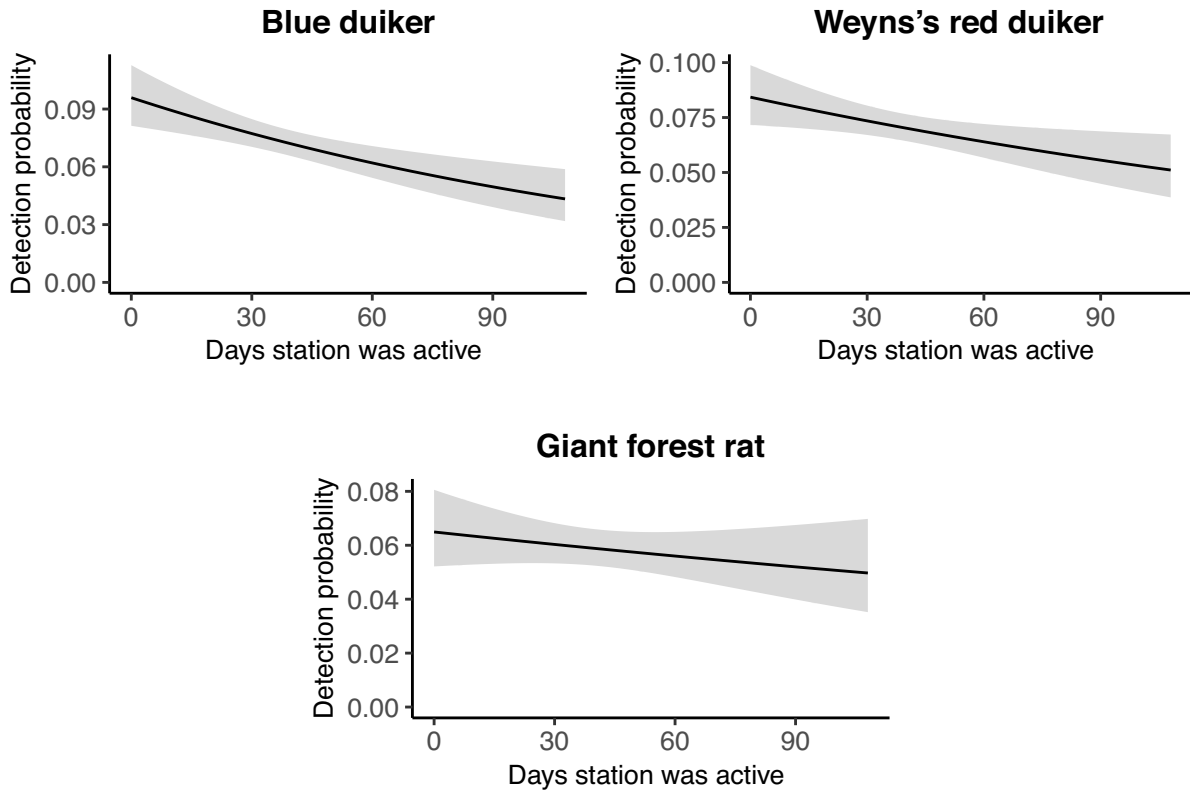 Blue duiker
Detection probability
0.09
0.06
0.03
0.00
0 30 60 90
Days station was active
Weyns’s red duiker
Detection probability
0.100
0.075
0.050
0.025
0.000
0 30 60 90
Days station was active
Giant forest rat
Detection probability
0.08
0.06
0.04
0.02
0.00
0 30 60 90
Days station was active